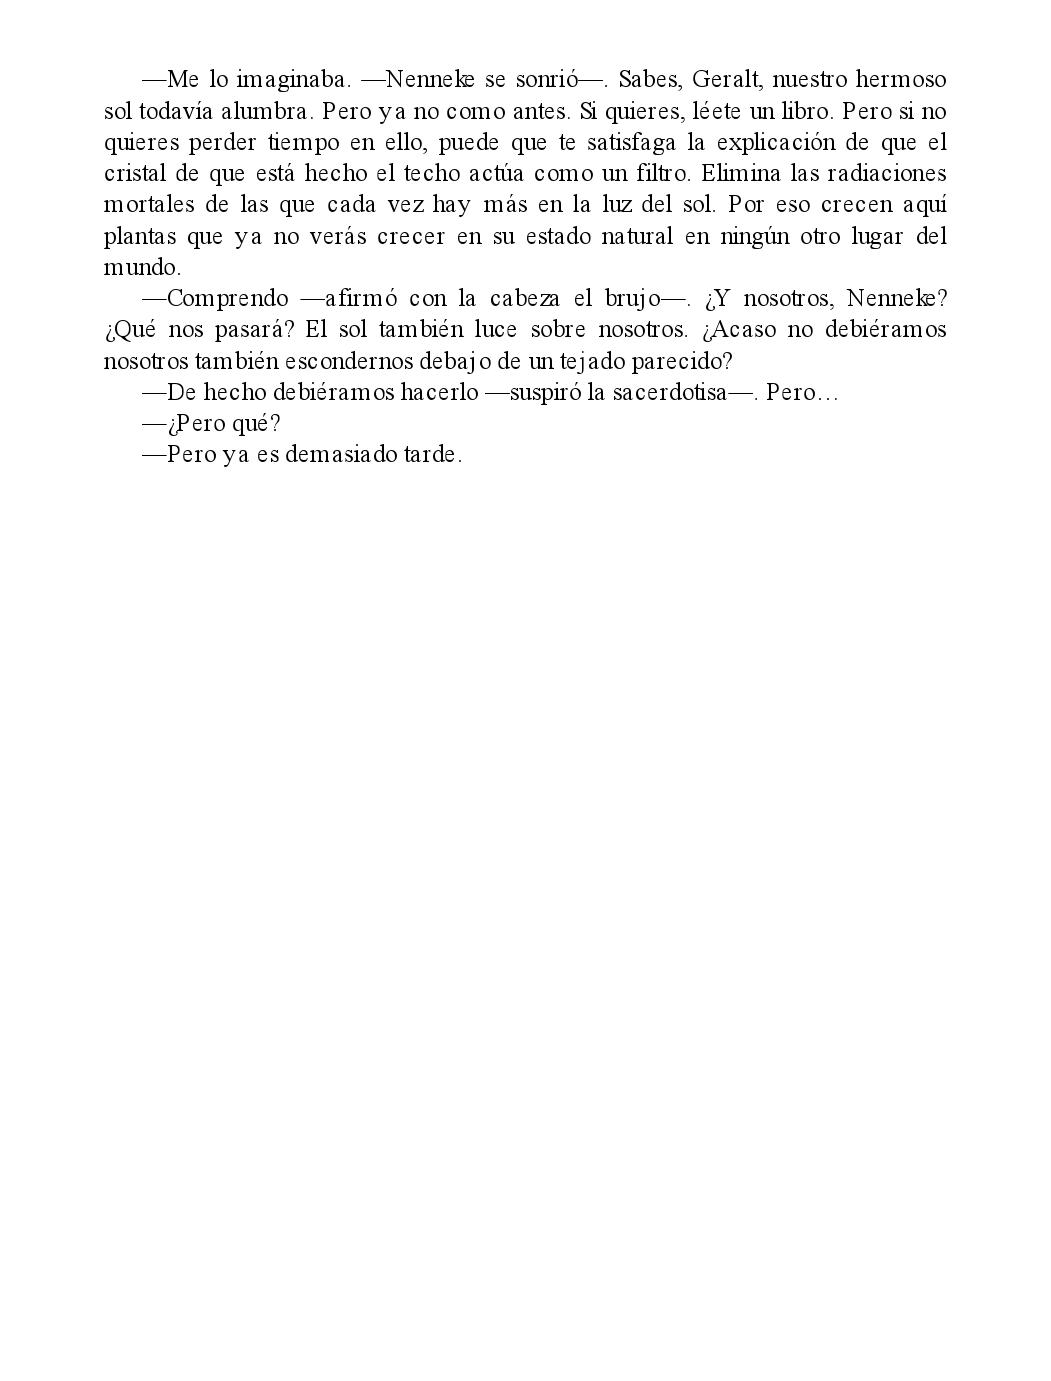 —Me lo imaginaba. —Nenneke se sonrió—. Sabes, Geralt, nuestro hermoso
sol todavía alumbra. Pero ya no como antes. Si quieres, léete un libro. Pero si no
quieres perder tiempo en ello, puede que te satisfaga la explicación de que el
cristal de que está hecho el techo actúa como un filtro. Elimina las radiaciones
mortales de las que cada vez hay más en la luz del sol. Por eso crecen aquí
plantas que ya no verás crecer en su estado natural en ningún otro lugar del
mundo.
—Comprendo —afirmó con la cabeza el brujo—. ¿Y nosotros, Nenneke?
¿Qué nos pasará? El sol también luce sobre nosotros. ¿Acaso no debiéramos
nosotros también escondernos debajo de un tejado parecido?
—De hecho debiéramos hacerlo —suspiró la sacerdotisa—. Pero…
—¿Pero qué?
—Pero ya es demasiado tarde.